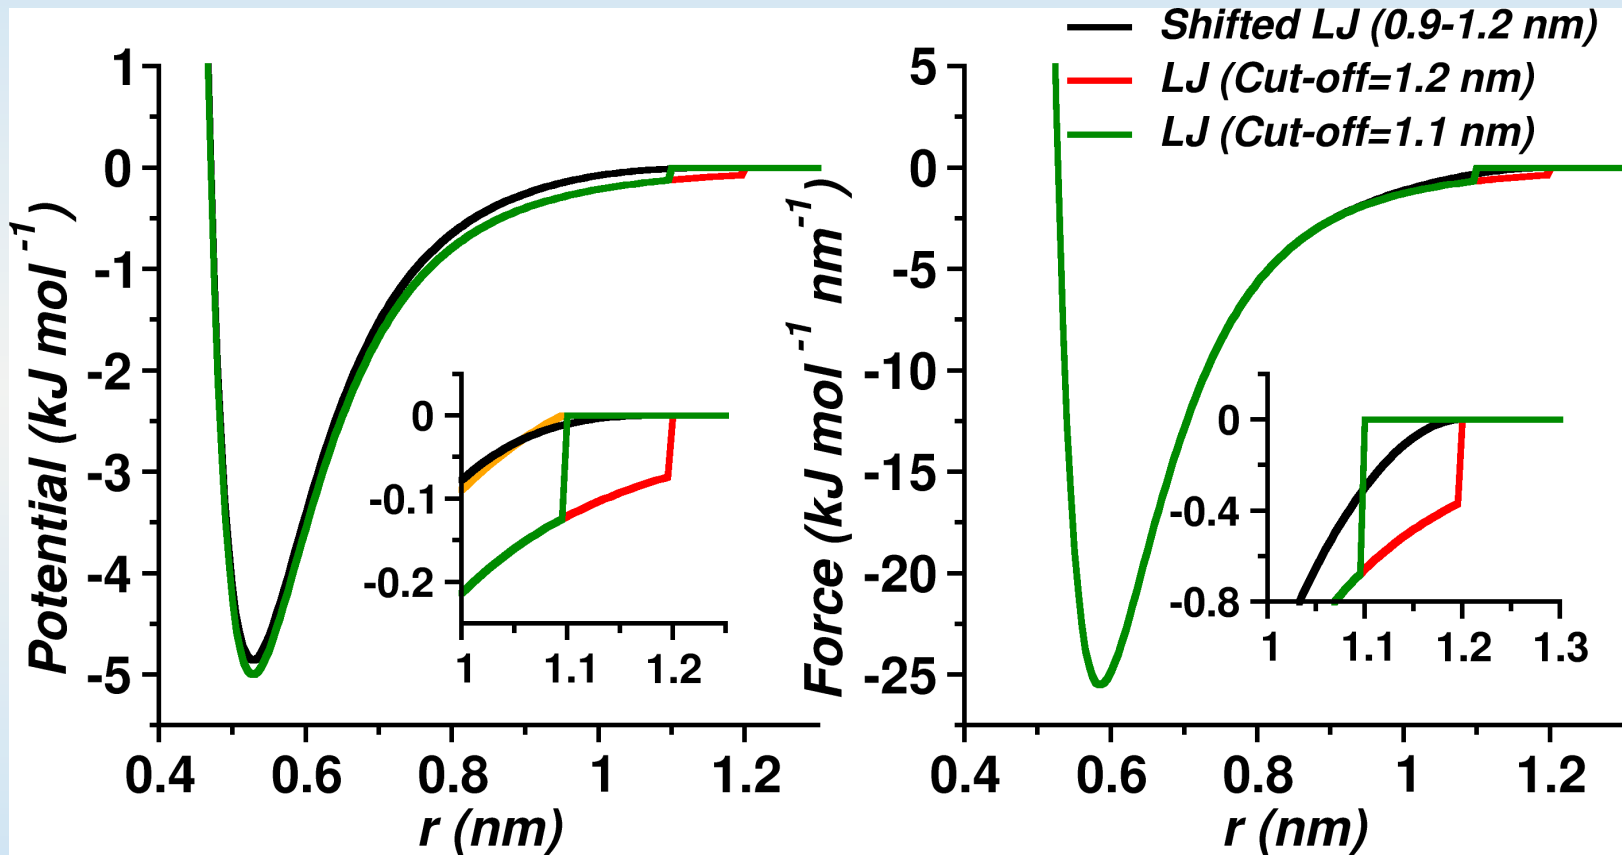 Shifted LJ (0.9-1.2 nm)
LJ (Cut-off=1.2 nm)
LJ (Cut-off=1.1 nm)
Potential (kJ mol⁻¹)
1
0
-1
-2
-3
-4
-5
0.4 0.6 0.8 1 1.2
r (nm)
0
-0.1
-0.2
1 1.1 1.2
Force (kJ mol⁻¹ nm⁻¹)
5
0
-5
-10
-15
-20
-25
0.4 0.6 0.8 1 1.2
r (nm)
0
-0.4
-0.8
1 1.1 1.2 1.3